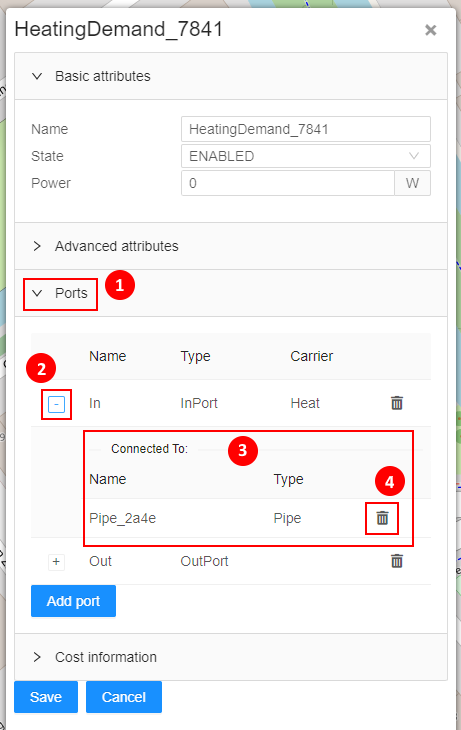 HeatingDemand_7841
Basic attributes
Name HeatingDemand_7841
State ENABLED
Power 0 W
Advanced attributes
Ports 1
Name Type Carrier
2
- In InPort Heat
Connected To: 3
Name Type 4
Pipe_2a4e Pipe
+ Out OutPort
Add port
Cost information
Save Cancel